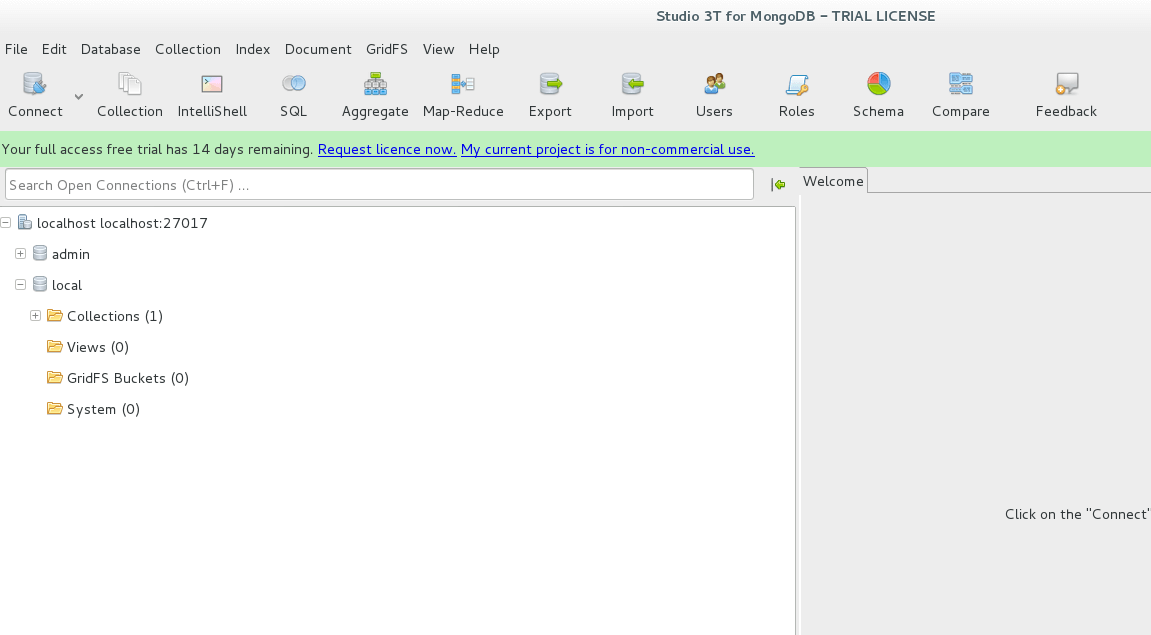 Studio 3T for MongoDB - TRIAL LICENSE
File Edit Database Collection Index Document GridFS View Help
Connect Collection IntelliShell SQL Aggregate Map-Reduce Export Import Users Roles Schema Compare Feedback
Your full access free trial has 14 days remaining. Request licence now. My current project is for non-commercial use.
Search Open Connections (Ctrl+F) ...
Welcome
localhost localhost:27017
admin
local
Collections (1)
Views (0)
GridFS Buckets (0)
System (0)
Click on the "Connect"